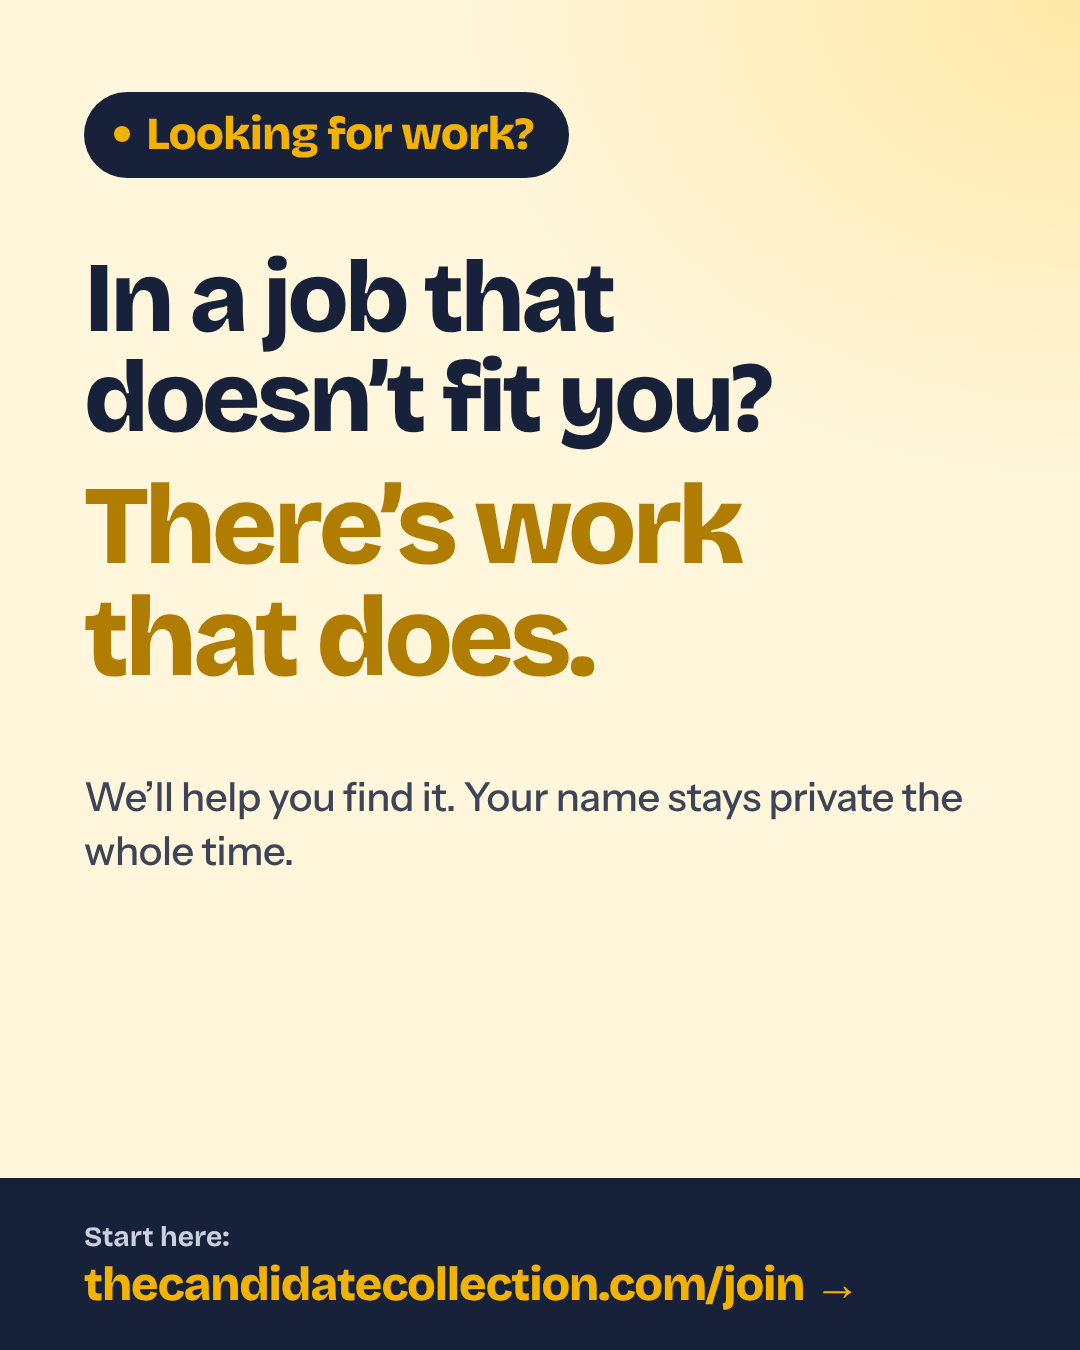 Looking for work?
In a job that
doesn’t fit you?
There’s work
that does.
We’ll help you find it. Your name stays private the
whole time.
Start here:
thecandidatecollection.com/join →